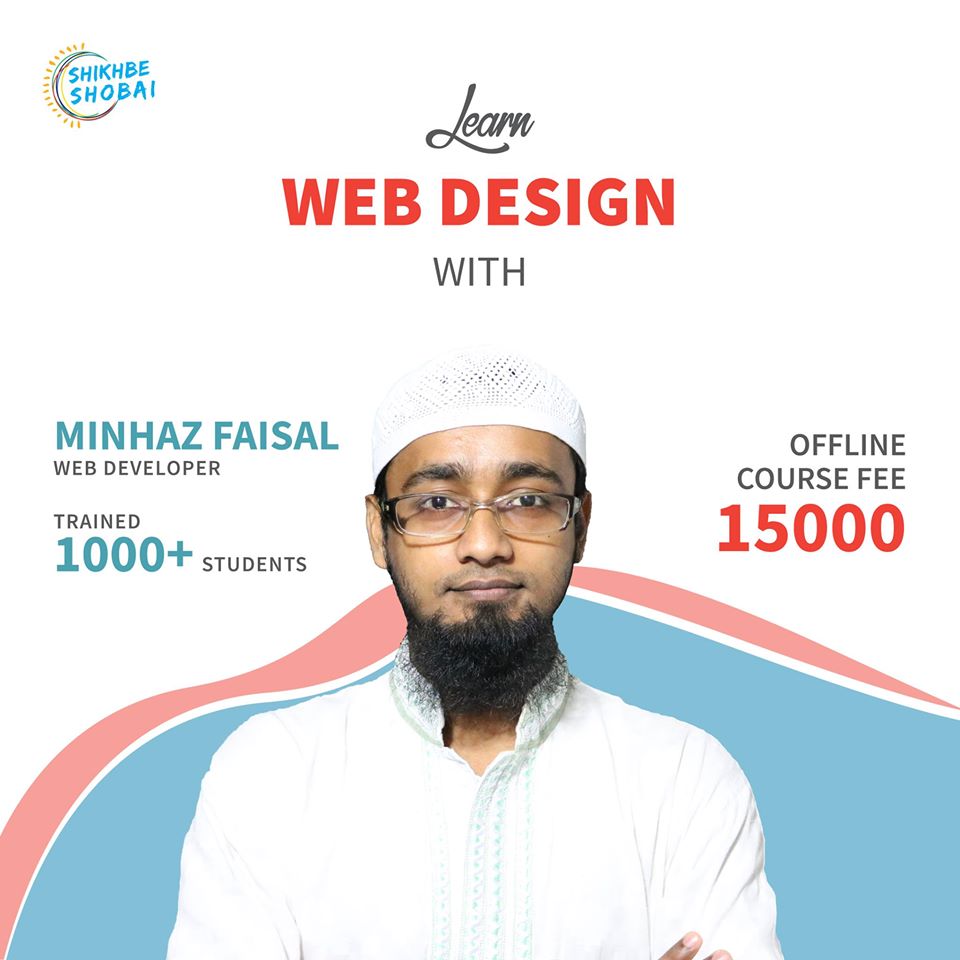 SHIKHBE
SHOBAI
Learn
WEB DESIGN
WITH
MINHAZ FAISAL
WEB DEVELOPER
TRAINED
1000+ STUDENTS
OFFLINE
COURSE FEE
15000